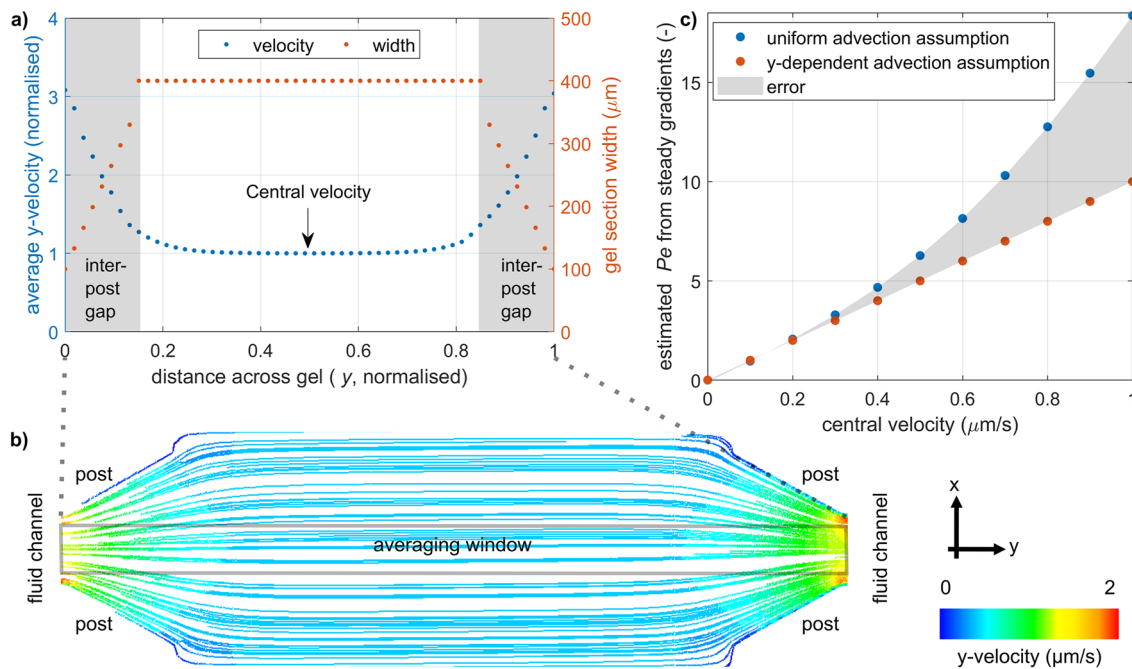 a)
velocity
width
average y-velocity (normalised)
4
3
2
1
0
500
400
300
200
100
0
gel section width (μm)
Central velocity
inter-
post
gap
inter-
post
gap
0
0.2
0.4
0.6
0.8
1
distance across gel ( y, normalised)
c)
uniform advection assumption
y-dependent advection assumption
error
estimated Pe from steady gradients (-)
15
10
5
0
0
0.2
0.4
0.6
0.8
1
central velocity (μm/s)
b)
post
post
fluid channel
averaging window
fluid channel
post
post
x
y
0
2
y-velocity (μm/s)